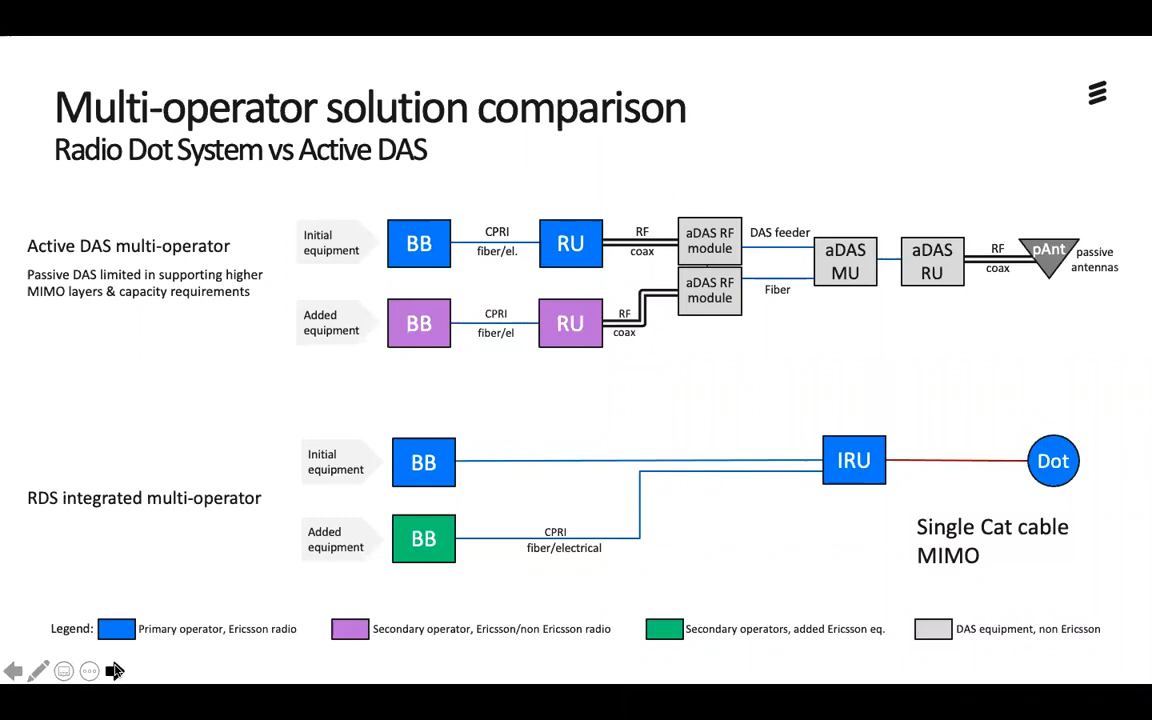 Multi-operator solution comparison
Radio Dot System vs Active DAS
Active DAS multi-operator
Passive DAS limited in supporting higher
MIMO layers & capacity requirements
Initial
equipment
BB
CPRI
fiber/el.
RU
RF
coax
aDAS RF
module
DAS feeder
aDAS
MU
aDAS
RU
RF
coax
pAnt
passive
antennas
Added
equipment
BB
CPRI
fiber/el
RU
RF
coax
aDAS RF
module
Fiber
RDS integrated multi-operator
Initial
equipment
BB
IRU
Dot
Added
equipment
BB
CPRI
fiber/electrical
Single Cat cable
MIMO
Legend:
Primary operator, Ericsson radio
Secondary operator, Ericsson/non Ericsson radio
Secondary operators, added Ericsson eq.
DAS equipment, non Ericsson